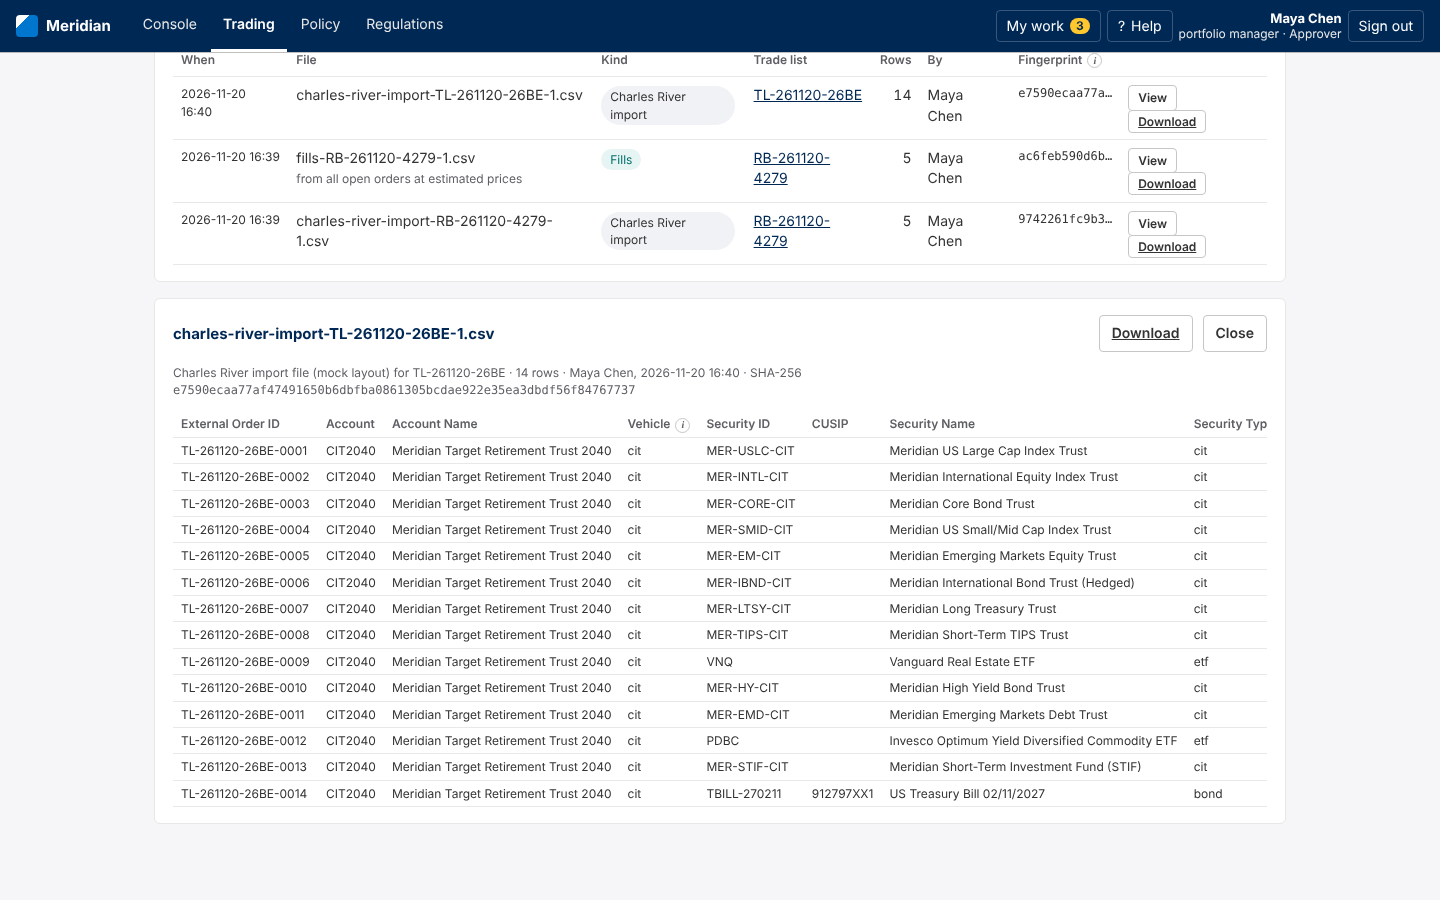 Meridian Console Trading Policy Regulations My work 3 ? Help Maya Chen Sign out
portfolio manager · Approver
When File Kind Trade list Rows By Fingerprint i
2026-11-20 16:40 charles-river-import-TL-261120-26BE-1.csv Charles River import TL-261120-26BE 14 Maya Chen e7590ecaa77a… View Download
2026-11-20 16:39 fills-RB-261120-4279-1.csv Fills RB-261120-4279 5 Maya Chen ac6feb590d6b… View Download
from all open orders at estimated prices
2026-11-20 16:39 charles-river-import-RB-261120-4279-1.csv Charles River import RB-261120-4279 5 Maya Chen 9742261fc9b3… View Download
charles-river-import-TL-261120-26BE-1.csv Download Close
Charles River import file (mock layout) for TL-261120-26BE · 14 rows · Maya Chen, 2026-11-20 16:40 · SHA-256
e7590ecaa77af47491650b6dbfba0861305bcdae922e35ea3dbdf56f84767737
External Order ID Account Account Name Vehicle i Security ID CUSIP Security Name Security Typ
TL-261120-26BE-0001 CIT2040 Meridian Target Retirement Trust 2040 cit MER-USLC-CIT Meridian US Large Cap Index Trust cit
TL-261120-26BE-0002 CIT2040 Meridian Target Retirement Trust 2040 cit MER-INTL-CIT Meridian International Equity Index Trust cit
TL-261120-26BE-0003 CIT2040 Meridian Target Retirement Trust 2040 cit MER-CORE-CIT Meridian Core Bond Trust cit
TL-261120-26BE-0004 CIT2040 Meridian Target Retirement Trust 2040 cit MER-SMID-CIT Meridian US Small/Mid Cap Index Trust cit
TL-261120-26BE-0005 CIT2040 Meridian Target Retirement Trust 2040 cit MER-EM-CIT Meridian Emerging Markets Equity Trust cit
TL-261120-26BE-0006 CIT2040 Meridian Target Retirement Trust 2040 cit MER-IBND-CIT Meridian International Bond Trust (Hedged) cit
TL-261120-26BE-0007 CIT2040 Meridian Target Retirement Trust 2040 cit MER-LTSY-CIT Meridian Long Treasury Trust cit
TL-261120-26BE-0008 CIT2040 Meridian Target Retirement Trust 2040 cit MER-TIPS-CIT Meridian Short-Term TIPS Trust cit
TL-261120-26BE-0009 CIT2040 Meridian Target Retirement Trust 2040 cit VNQ Vanguard Real Estate ETF etf
TL-261120-26BE-0010 CIT2040 Meridian Target Retirement Trust 2040 cit MER-HY-CIT Meridian High Yield Bond Trust cit
TL-261120-26BE-0011 CIT2040 Meridian Target Retirement Trust 2040 cit MER-EMD-CIT Meridian Emerging Markets Debt Trust cit
TL-261120-26BE-0012 CIT2040 Meridian Target Retirement Trust 2040 cit PDBC Invesco Optimum Yield Diversified Commodity ETF etf
TL-261120-26BE-0013 CIT2040 Meridian Target Retirement Trust 2040 cit MER-STIF-CIT Meridian Short-Term Investment Fund (STIF) cit
TL-261120-26BE-0014 CIT2040 Meridian Target Retirement Trust 2040 cit TBILL-270211 912797XX1 US Treasury Bill 02/11/2027 bond